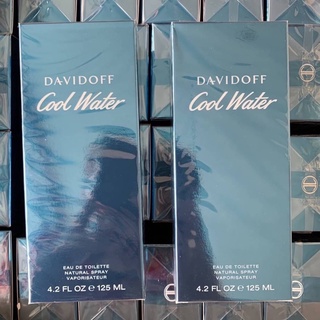 DAVIDOFF
Cool Water
EAU DE TOILETTE
NATURAL SPRAY
VAPORISATEUR
4.2 FL OZ ℮ 125 ML
DAVIDOFF
Cool Water
EAU DE TOILETTE
NATURAL SPRAY
VAPORISATEUR
4.2 FL OZ ℮ 125 ML